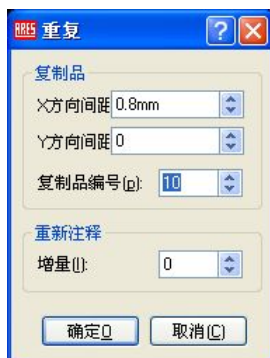 ARES 重复
复制品
X方向间距 0.8mm
Y方向间距 0
复制品编号(p): 10
重新注释
增量(I): 0
确定O 取消(C)